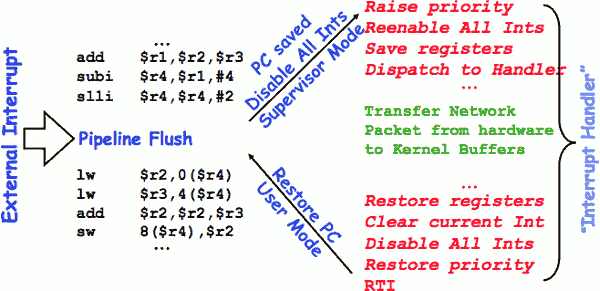 External Interrupt
...
add $r1,$r2,$r3
subi $r4,$r1,#4
slli $r4,$r4,#2
Pipeline Flush
lw $r2,0($r4)
lw $r3,4($r4)
add $r2,$r2,$r3
sw 8($r4),$r2
...
PC saved
Disable All Ints
Supervisor Mode
Raise priority
Reenable All Ints
Save registers
Dispatch to Handler
...
Transfer Network
Packet from hardware
to Kernel Buffers
...
Restore registers
Clear current Int
Disable All Ints
Restore priority
RTI
Restore PC
User Mode
"Interrupt Handler"